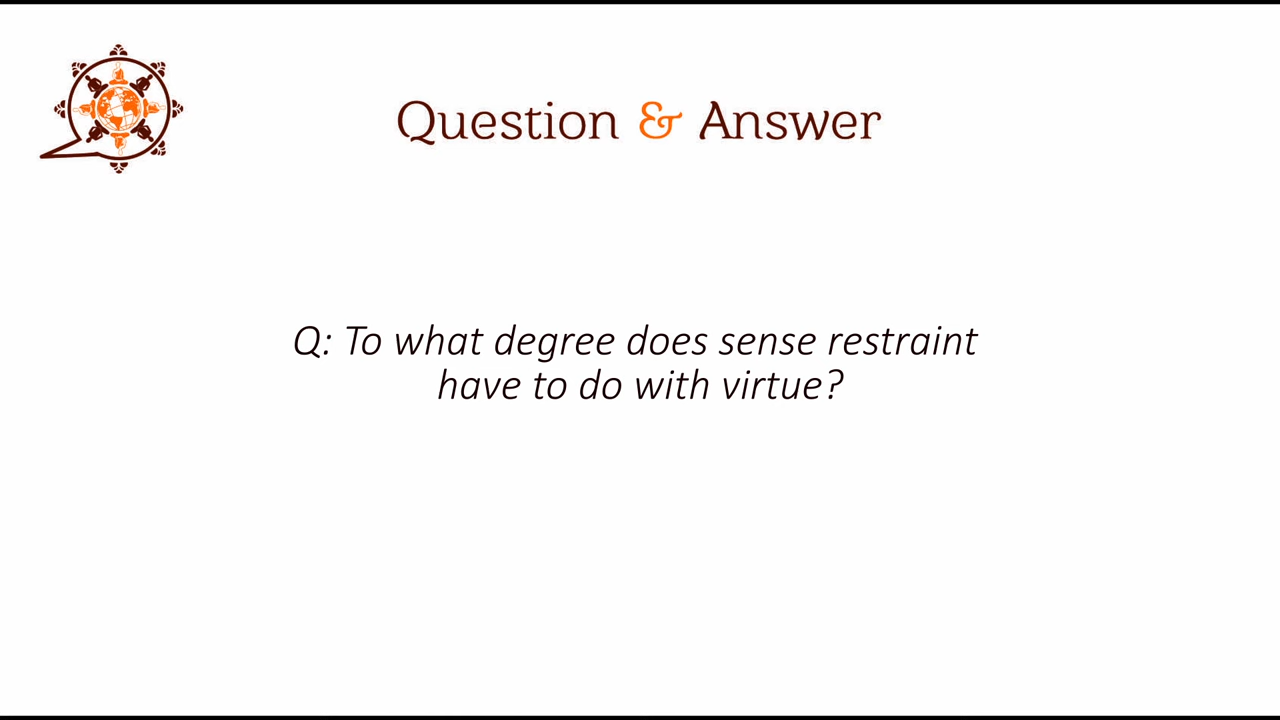 Question & Answer
Q: To what degree does sense restraint
have to do with virtue?